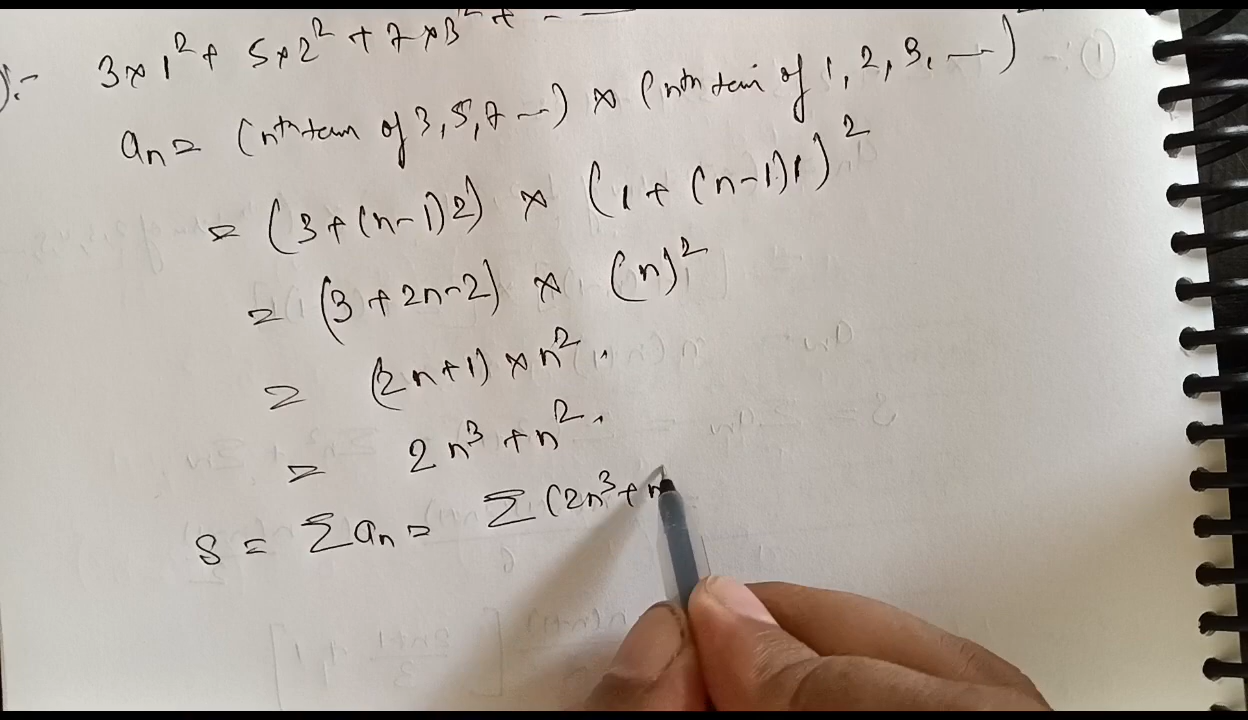 ):- 3 × 1² + 5 × 2² + 7 × 3² + - —
an = (nth term of 3, 5, 7 —) × (nth term of 1, 2, 3, —)²
= (3 + (n-1)2) × (1 + (n-1)1)²
= (3 + 2n-2) × (n)²
= (2n+1) × n².
= 2n³ + n².
S = Σan = Σ(2n³ + n